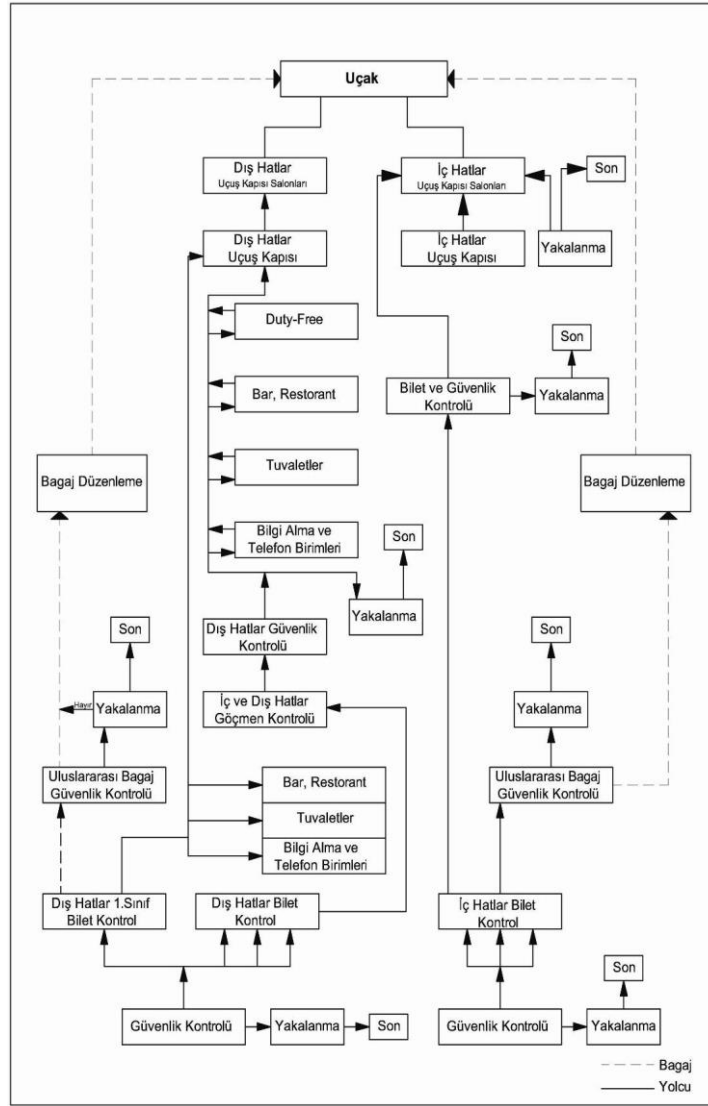 Uçak
Dış Hatlar
Uçuş Kapısı Salonları
İç Hatlar
Uçuş Kapısı Salonları
Son
Dış Hatlar
Uçuş Kapısı
İç Hatlar
Uçuş Kapısı
Yakalanma
Duty-Free
Son
Bar, Restorant
Bilet ve Güvenlik
Kontrolü
Yakalanma
Bagaj Düzenleme
Tuvaletler
Bagaj Düzenleme
Bilgi Alma ve
Telefon Birimleri
Son
Yakalanma
Son
Dış Hatlar Güvenlik
Kontrolü
Son
Hayır
Yakalanma
İç ve Dış Hatlar
Göçmen Kontrolü
Yakalanma
Uluslararası Bagaj
Güvenlik Kontrolü
Bar, Restorant
Tuvaletler
Bilgi Alma ve
Telefon Birimleri
Uluslararası Bagaj
Güvenlik Kontrolü
Dış Hatlar 1.Sınıf
Bilet Kontrol
Dış Hatlar Bilet
Kontrol
İç Hatlar Bilet
Kontrol
Son
Güvenlik Kontrolü
Yakalanma
Son
Güvenlik Kontrolü
Yakalanma
Bagaj
Yolcu